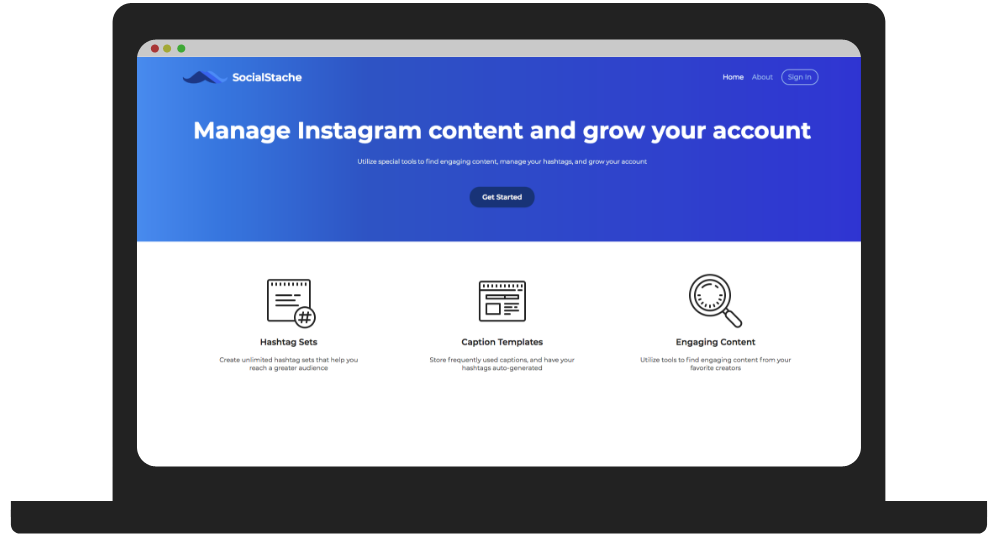 SocialStache
Home About Sign In
Manage Instagram content and grow your account
Utilize special tools to find engaging content, manage your hashtags, and grow your account
Get Started
#
Hashtag Sets
Create unlimited hashtag sets that help you
reach a greater audience
Caption Templates
Store frequently used captions, and have your
hashtags auto-generated
Engaging Content
Utilize tools to find engaging content from your
favorite creators